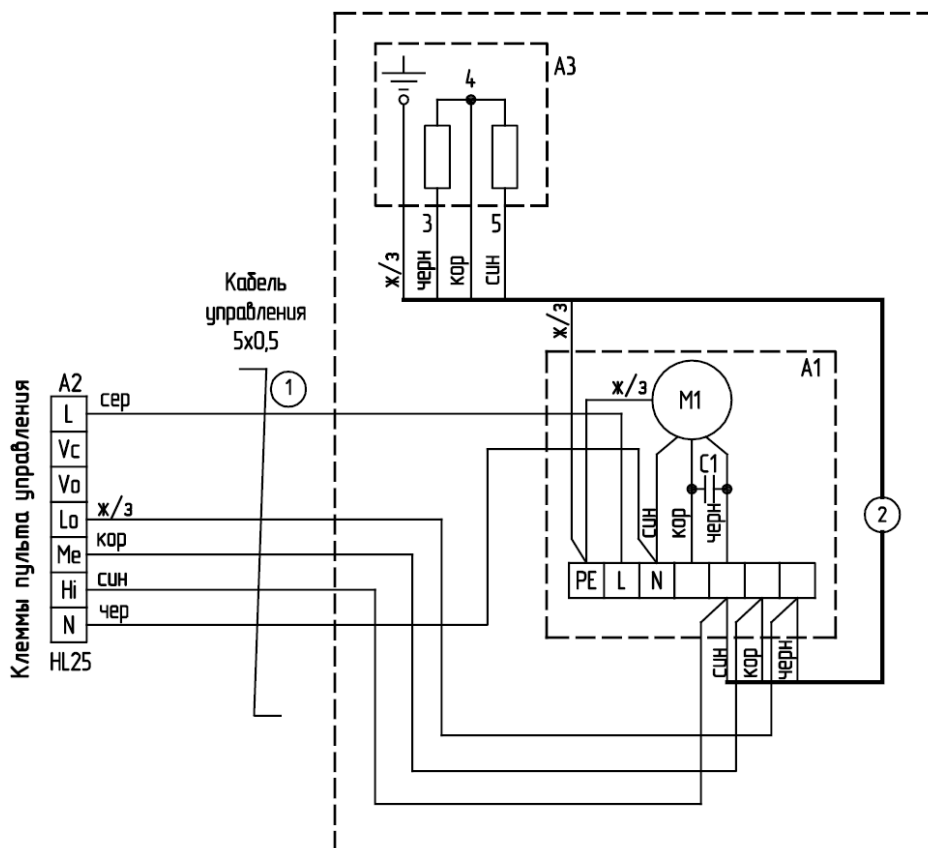 A3
4
3
5
ж/з
черн
кор
син
Кабель
управления
5х0,5
1
ж/з
A1
ж/з
M1
C1
син
кор
черн
2
Клеммы пульта управления
A2
L
Vc
Vo
Lo
Me
Hi
N
HL25
сер
ж/з
кор
син
чер
PE
L
N
син
кор
черн